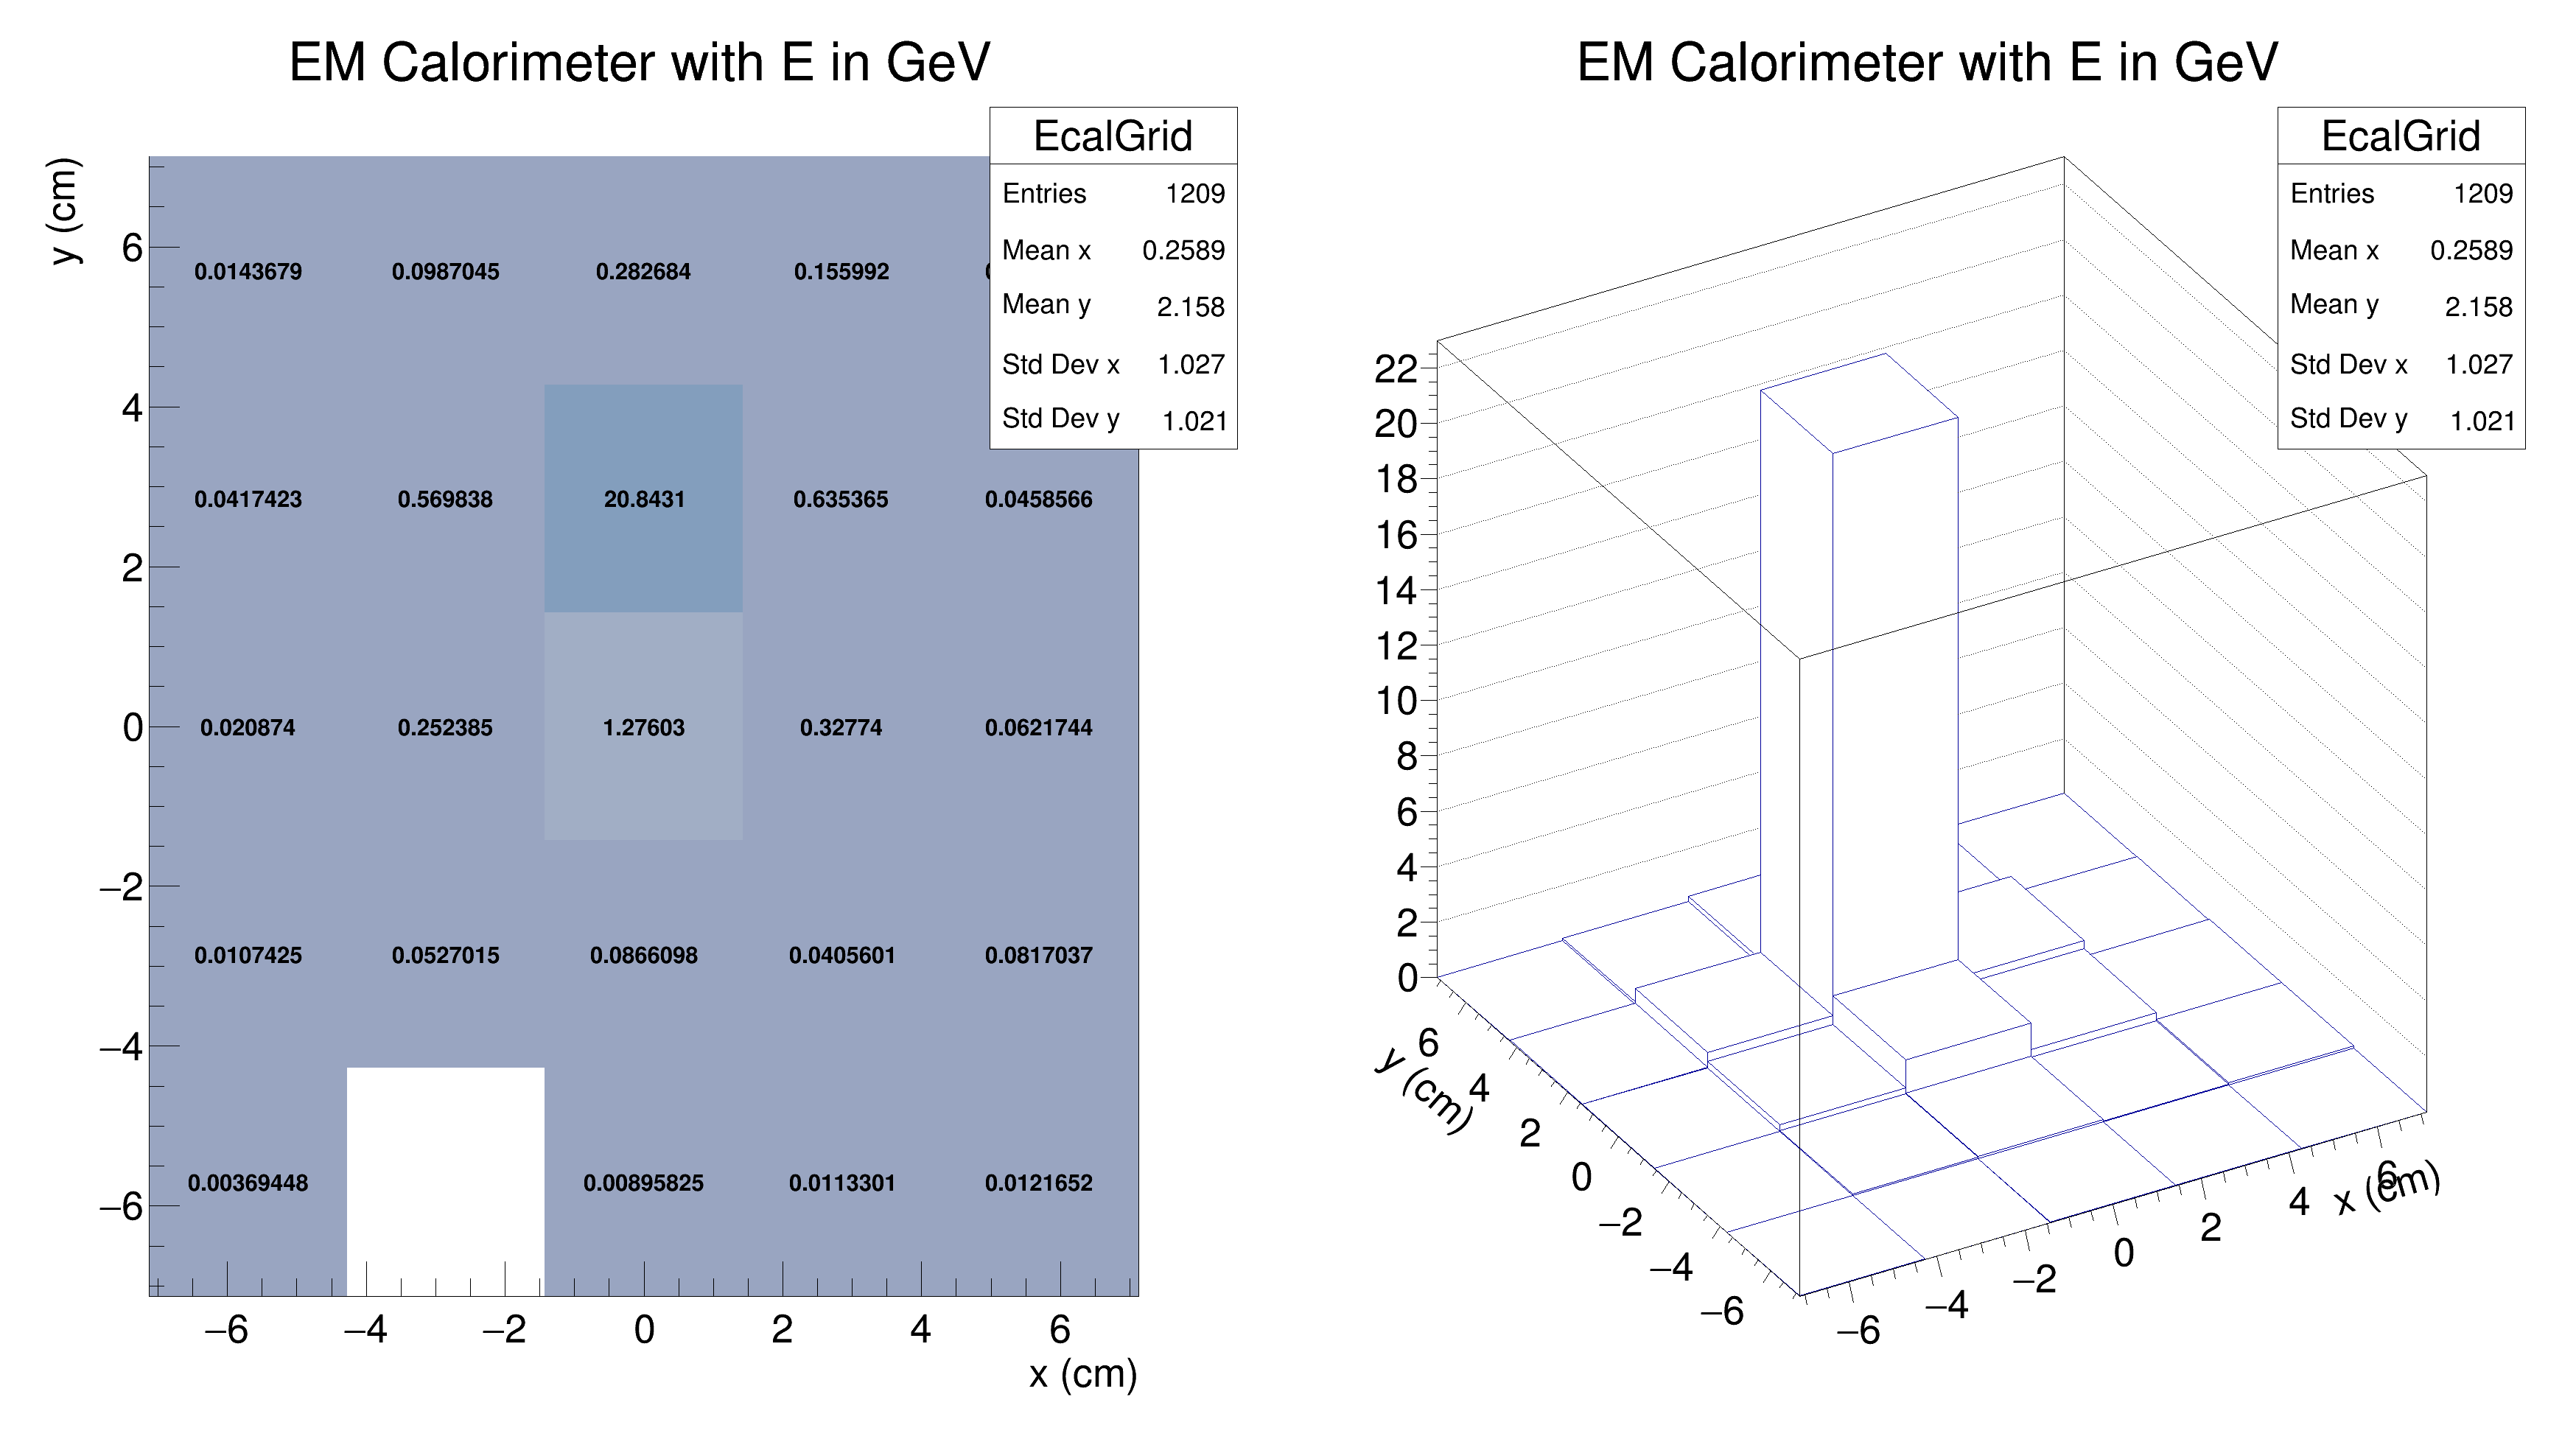 EM Calorimeter with E in GeV
EcalGrid
Entries 1209
Mean x 0.2589
Mean y 2.158
Std Dev x 1.027
Std Dev y 1.021
y (cm)
6
4
2
0
−2
−4
−6
0.0143679 0.0987045 0.282684 0.155992
0.0417423 0.569838 20.8431 0.635365 0.0458566
0.020874 0.252385 1.27603 0.32774 0.0621744
0.0107425 0.0527015 0.0866098 0.0405601 0.0817037
0.00369448 0.00895825 0.0113301 0.0121652
−6 −4 −2 0 2 4 6
x (cm)
EM Calorimeter with E in GeV
EcalGrid
Entries 1209
Mean x 0.2589
Mean y 2.158
Std Dev x 1.027
Std Dev y 1.021
22
20
18
16
14
12
10
8
6
4
2
0
y (cm)
6
4
2
0
−2
−4
−6
−6 −4 −2 0 2 4 6
x (cm)